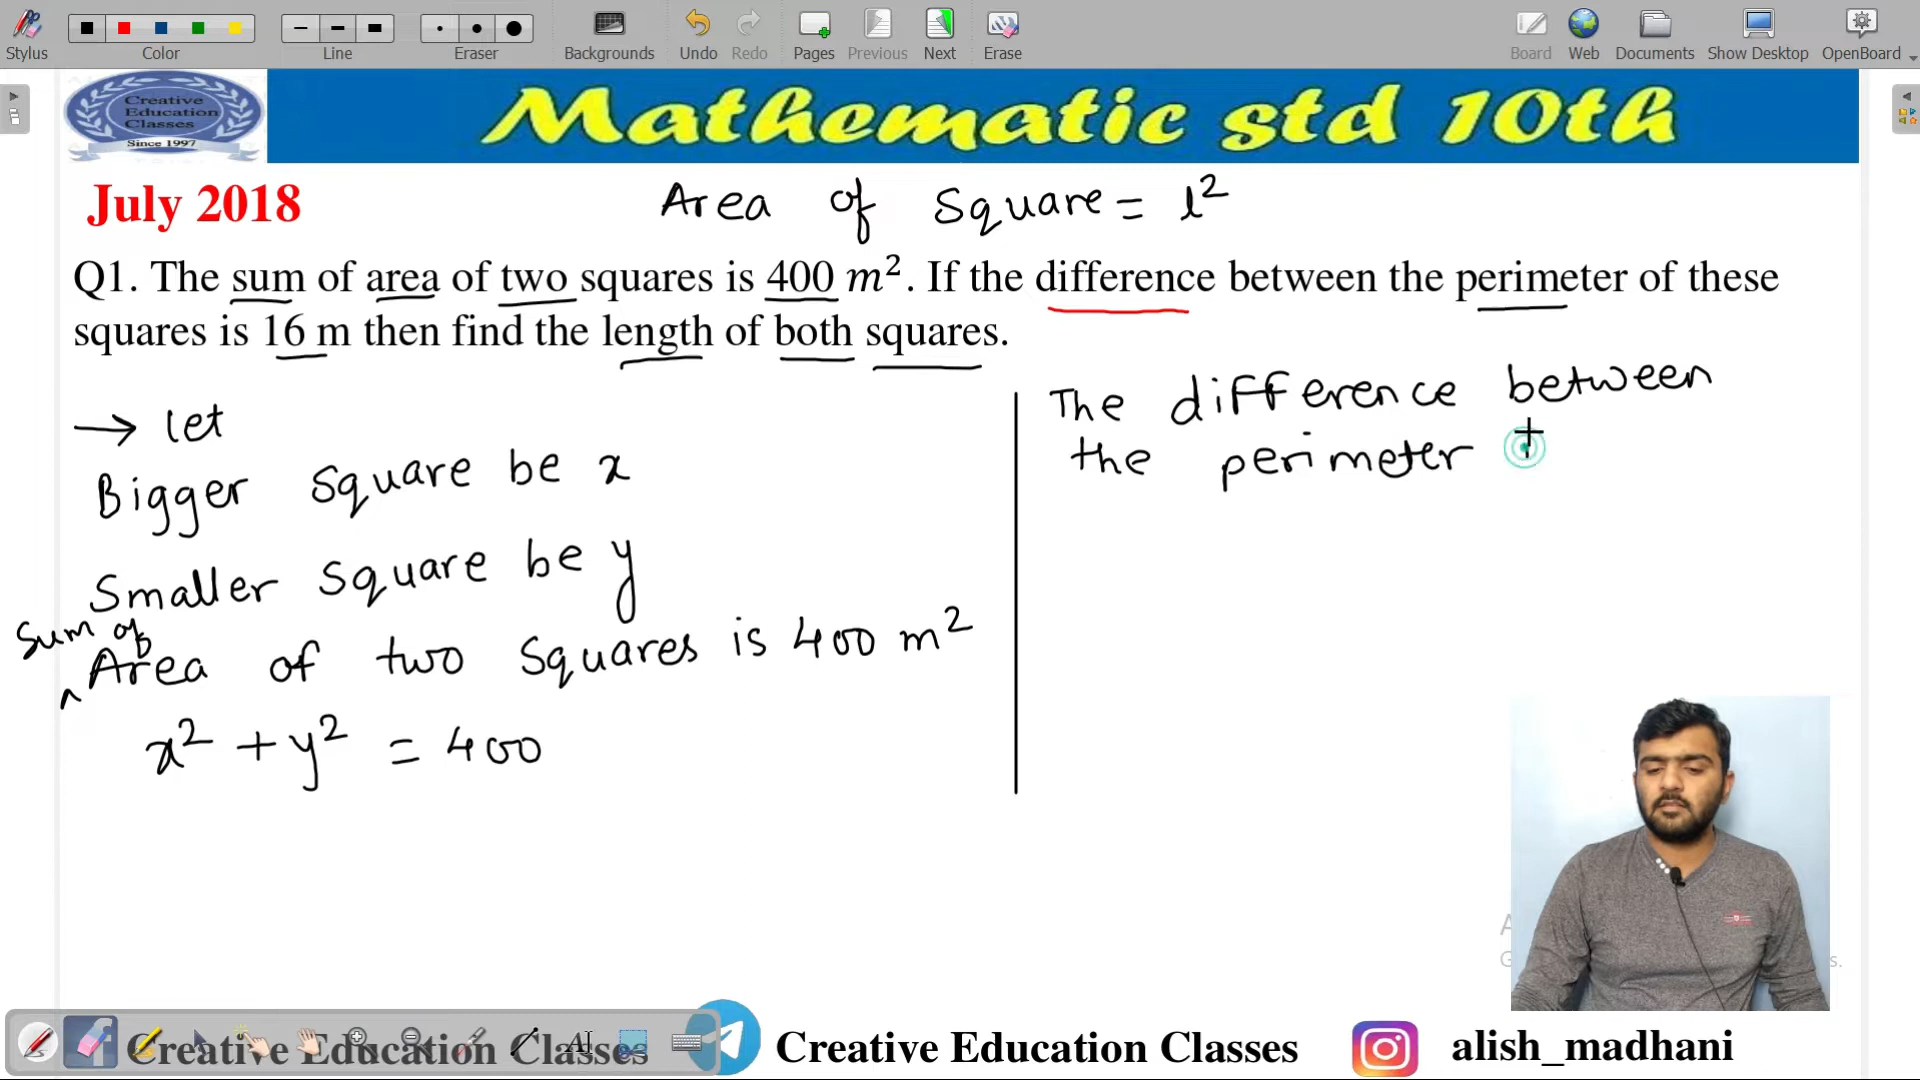 Stylus Color Line Eraser Backgrounds Undo Redo Pages Previous Next Erase Board Web Documents Show Desktop OpenBoard
Creative
Education
Classes
Since 1997
Mathematic std 10th
July 2018
Area of Square = l²
Q1. The sum of area of two squares is 400 m². If the difference between the perimeter of these
squares is 16 m then find the length of both squares.
→ let
Bigger Square be x
Smaller Square be y
Sum of
Area of two Squares is 400 m²
x² + y² = 400
The difference between
the perimeter
Creative Education Classes
Creative Education Classes
alish_madhani